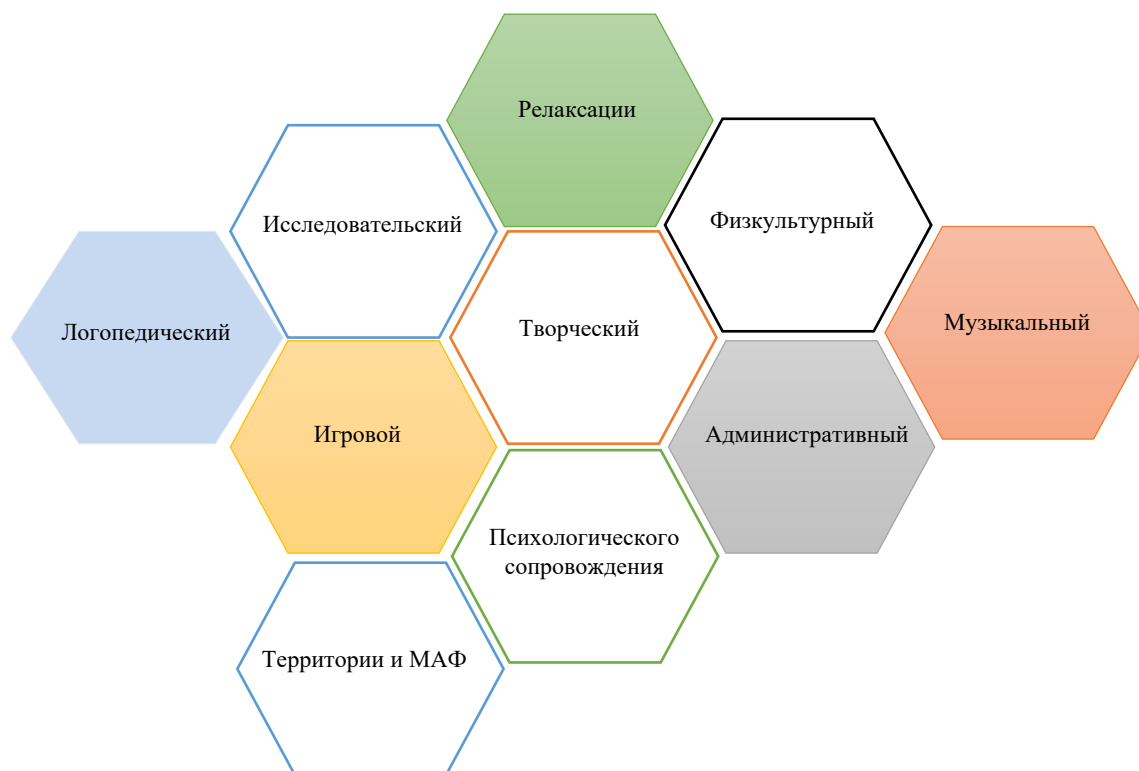 Релаксации
Исследовательский
Физкультурный
Логопедический
Творческий
Музыкальный
Игровой
Административный
Психологического
сопровождения
Территории и МАФ